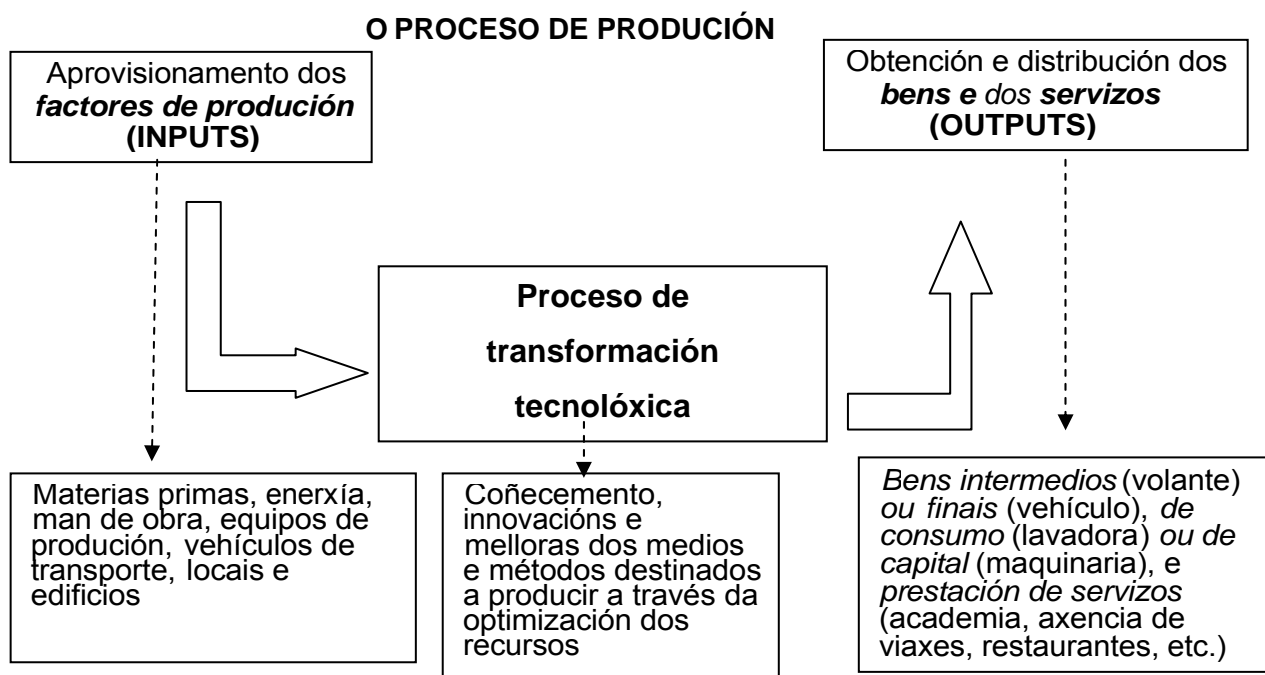 O PROCESO DE PRODUCIÓN
Aprovisionamento dos
factores de produción
(INPUTS)
Obtención e distribución dos
bens e dos servizos
(OUTPUTS)
Proceso de
transformación
tecnolóxica
Materias primas, enerxía,
man de obra, equipos de
produción, vehículos de
transporte, locais e
edificios
Coñecemento,
innovacións e
melloras dos medios
e métodos destinados
a producir a través da
optimización dos
recursos
Bens intermedios (volante)
ou finais (vehículo), de
consumo (lavadora) ou de
capital (maquinaria), e
prestación de servizos
(academia, axencia de
viaxes, restaurantes, etc.)